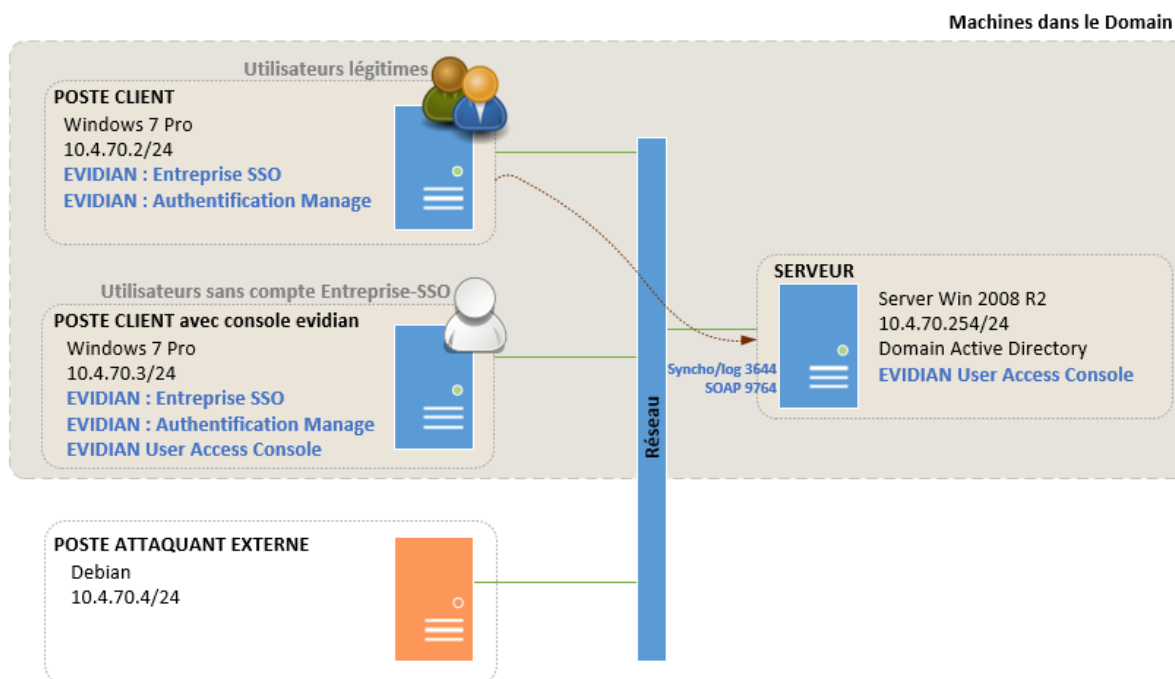 Machines dans le Domain
Utilisateurs légitimes
POSTE CLIENT
Windows 7 Pro
10.4.70.2/24
EVIDIAN : Entreprise SSO
EVIDIAN : Authentification Manage
Utilisateurs sans compte Entreprise-SSO
POSTE CLIENT avec console evidian
Windows 7 Pro
10.4.70.3/24
EVIDIAN : Entreprise SSO
EVIDIAN : Authentification Manage
EVIDIAN User Access Console
Réseau
SERVEUR
Server Win 2008 R2
10.4.70.254/24
Domain Active Directory
EVIDIAN User Access Console
Syncho/log 3644
SOAP 9764
POSTE ATTAQUANT EXTERNE
Debian
10.4.70.4/24